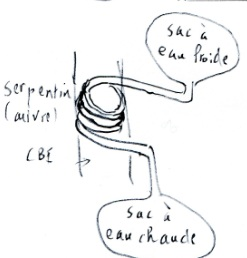 sac à
eau froide
serpentin
(cuivre)
CBE
sac à
eau chaude